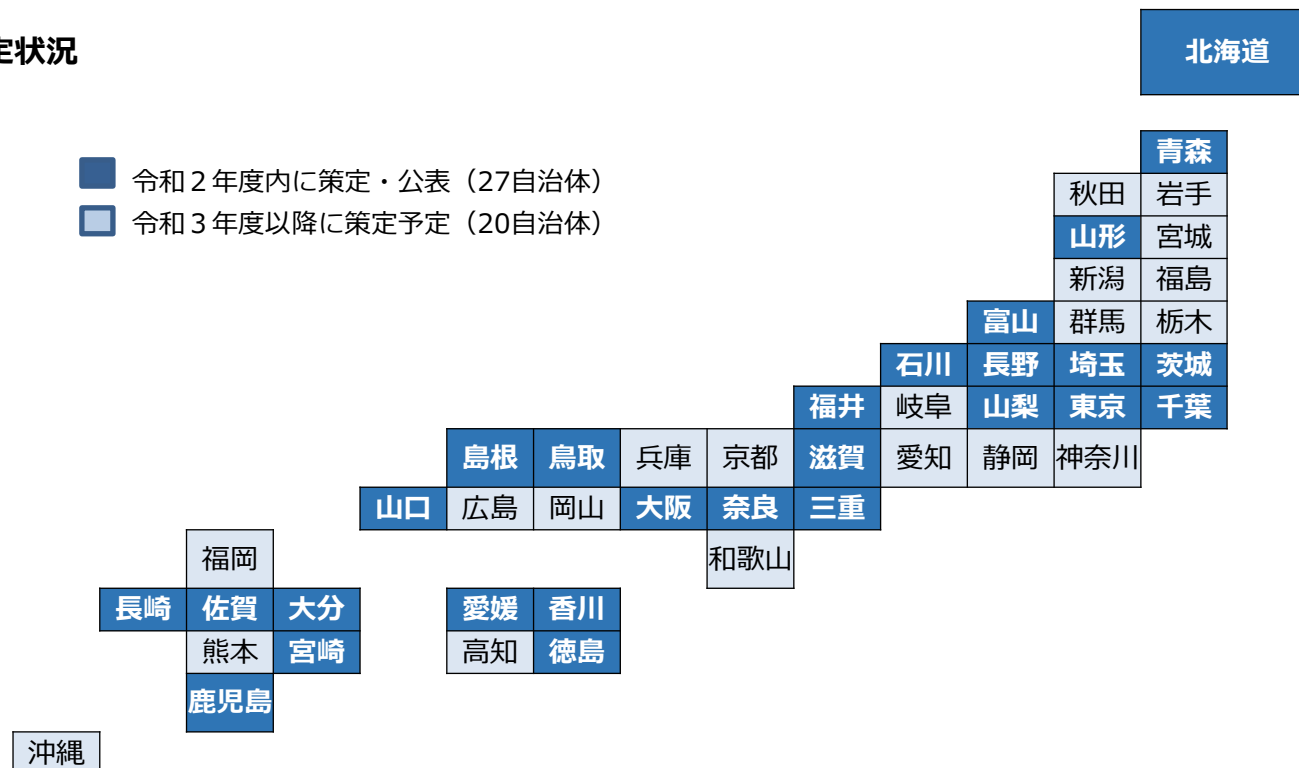 定状況
北海道
令和２年度内に策定・公表（27自治体）
令和３年度以降に策定予定（20自治体）
青森
秋田 岩手
山形 宮城
新潟 福島
富山 群馬 栃木
石川 長野 埼玉 茨城
福井 岐阜 山梨 東京 千葉
島根 鳥取 兵庫 京都 滋賀 愛知 静岡 神奈川
山口 広島 岡山 大阪 奈良 三重
福岡 和歌山
長崎 佐賀 大分 愛媛 香川
熊本 宮崎 高知 徳島
鹿児島
沖縄